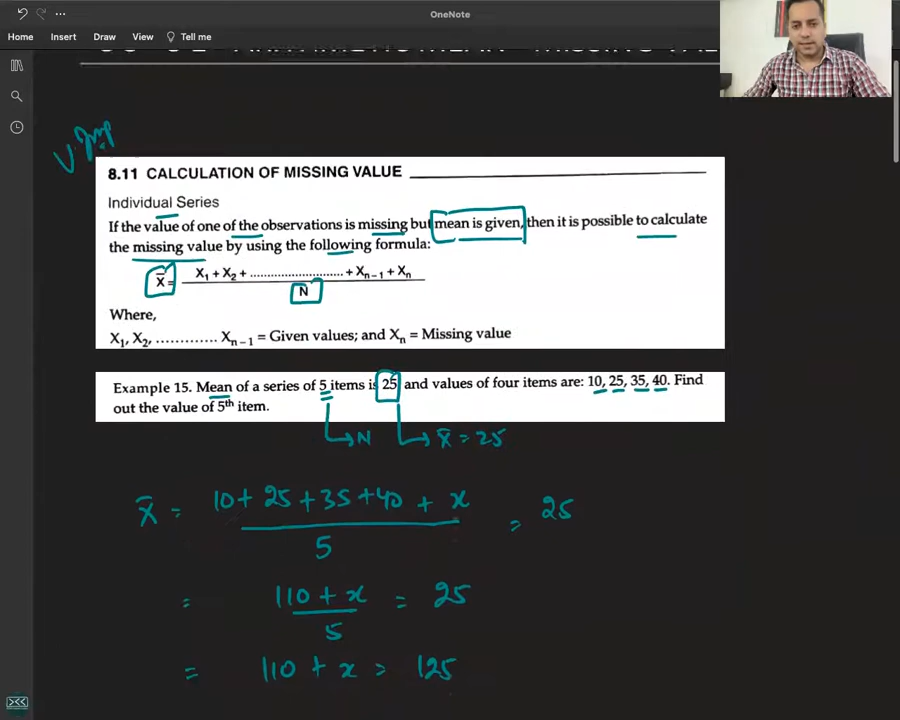 OneNote
Home Insert Draw View Tell me
V. Imp
8.11 CALCULATION OF MISSING VALUE
Individual Series
If the value of one of the observations is missing but mean is given, then it is possible to calculate
the missing value by using the following formula:
X̄ = X₁ + X₂ + ............................ + Xₙ₋₁ + Xₙ
N
Where,
X₁, X₂, ............. Xₙ₋₁ = Given values; and Xₙ = Missing value
Example 15. Mean of a series of 5 items is 25 and values of four items are: 10, 25, 35, 40. Find
out the value of 5th item.
N X̄ = 25
X̄ = 10 + 25 + 35 + 40 + x = 25
5
= 110 + x = 25
5
= 110 + x = 125